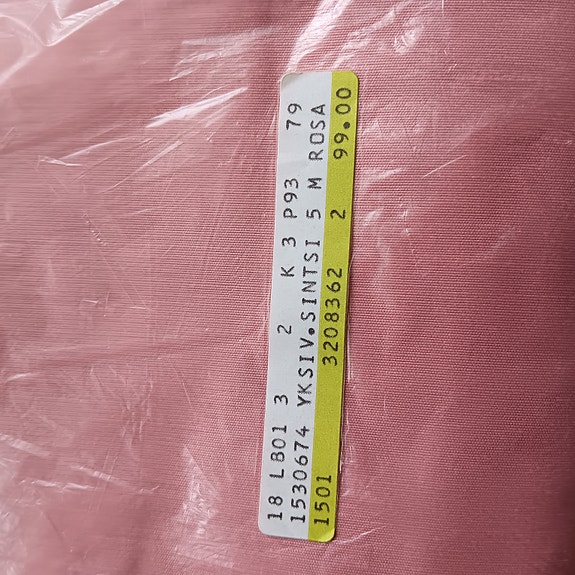 18 LB01 3 2 K 3 P93 79
1530674 YKSIV.SINTSI 5 M ROSA
1501 3208362 2 99.00